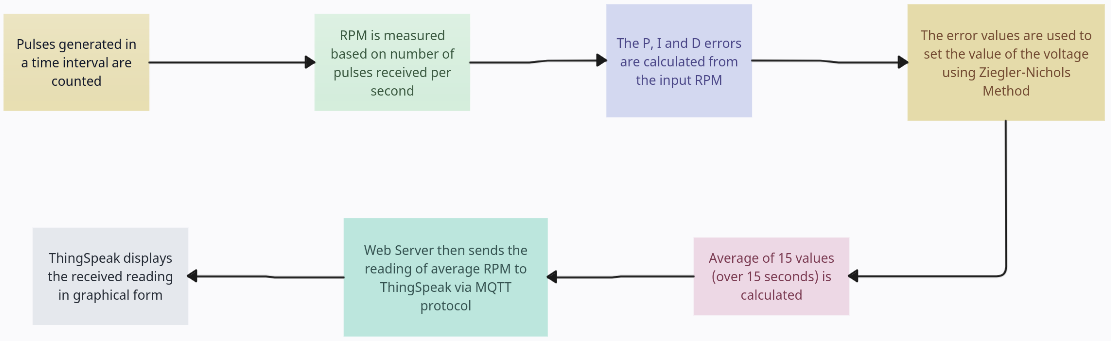 Pulses generated in
a time interval are
counted
RPM is measured
based on number of
pulses received per
second
The P, I and D errors
are calculated from
the input RPM
The error values are used to
set the value of the voltage
using Ziegler-Nichols
Method
Average of 15 values
(over 15 seconds) is
calculated
Web Server then sends the
reading of average RPM to
ThingSpeak via MQTT
protocol
ThingSpeak displays
the received reading
in graphical form